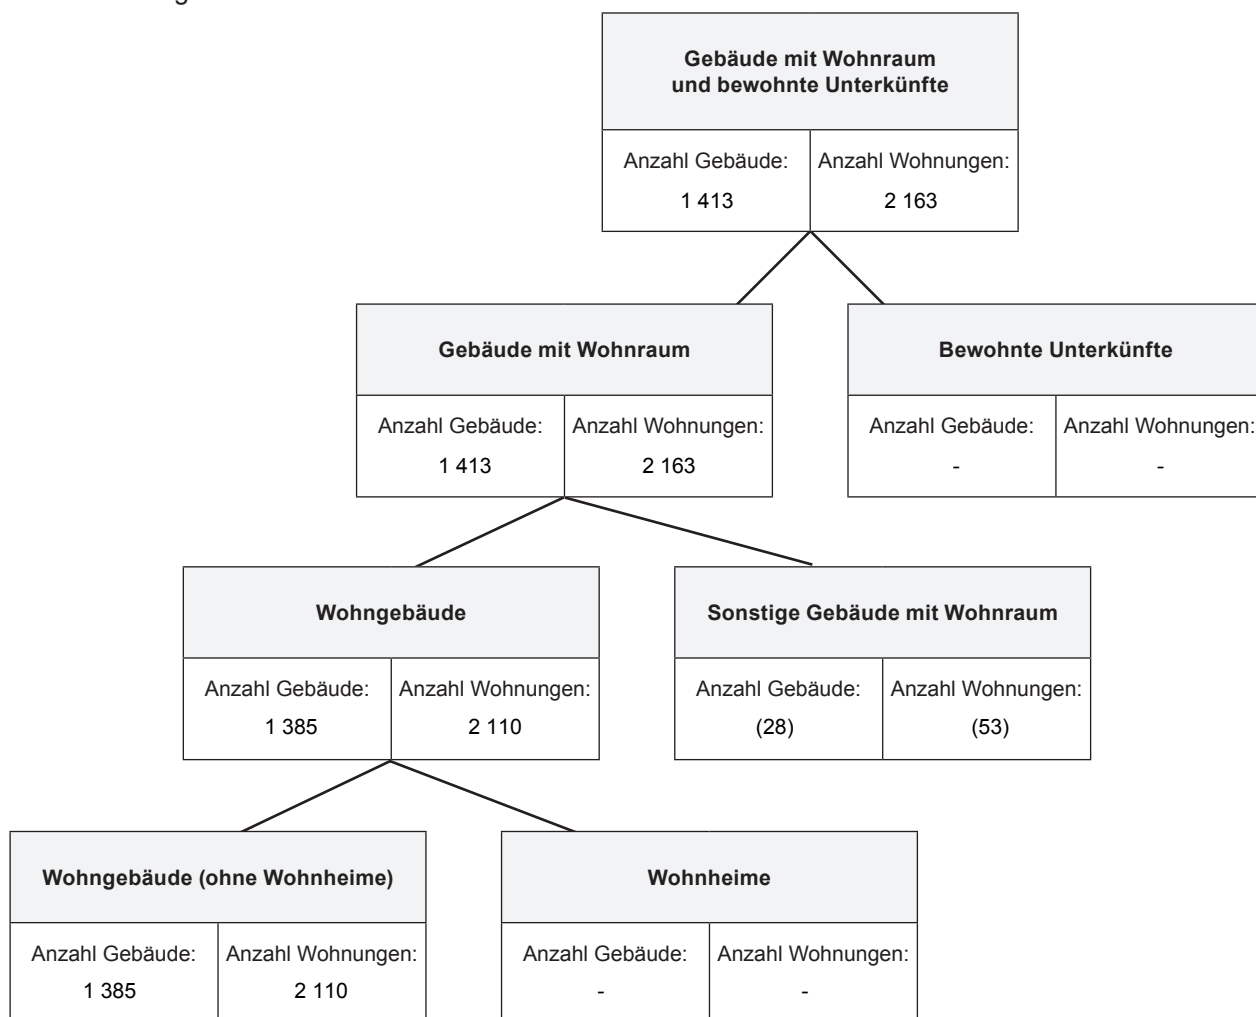 Gebäude mit Wohnraum
und bewohnte Unterkünfte
Anzahl Gebäude:
Anzahl Wohnungen:
1 413
2 163
Gebäude mit Wohnraum
Bewohnte Unterkünfte
Anzahl Gebäude:
Anzahl Wohnungen:
Anzahl Gebäude:
Anzahl Wohnungen:
1 413
2 163
-
-
Wohngebäude
Sonstige Gebäude mit Wohnraum
Anzahl Gebäude:
Anzahl Wohnungen:
Anzahl Gebäude:
Anzahl Wohnungen:
1 385
2 110
(28)
(53)
Wohngebäude (ohne Wohnheime)
Wohnheime
Anzahl Gebäude:
Anzahl Wohnungen:
Anzahl Gebäude:
Anzahl Wohnungen:
1 385
2 110
-
-